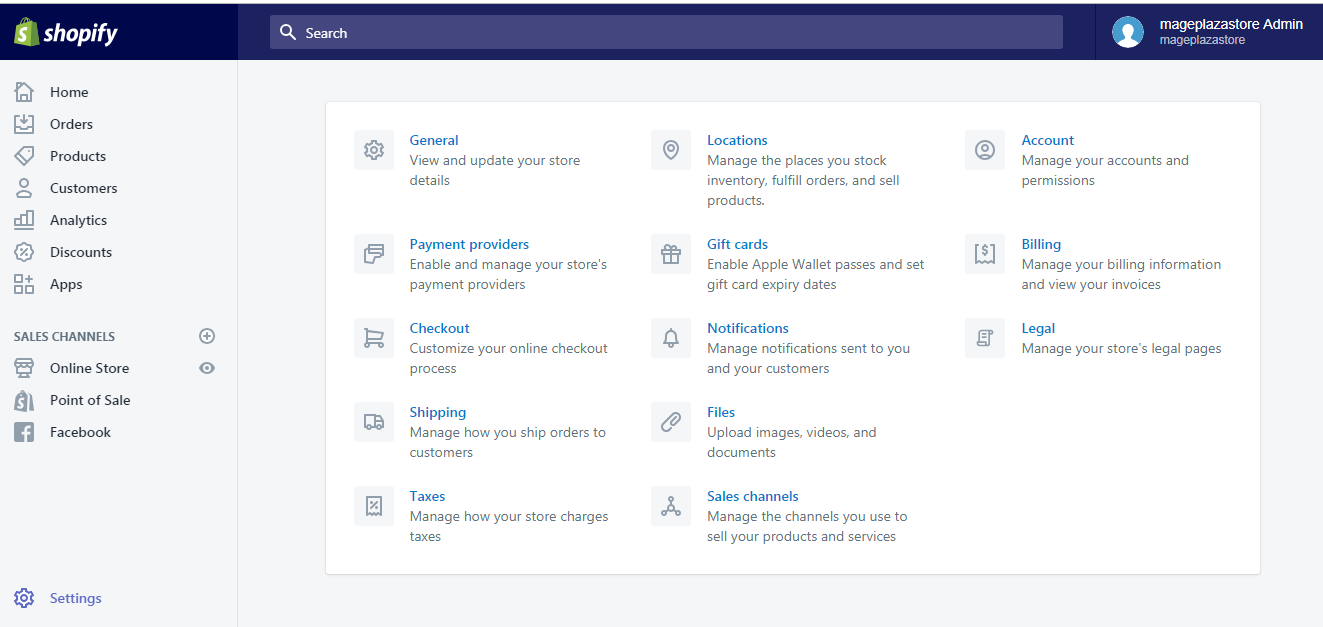 shopify
Search
mageplazastore Admin
mageplazastore
Home
Orders
Products
Customers
Analytics
Discounts
Apps
SALES CHANNELS
Online Store
Point of Sale
Facebook
Settings
General
View and update your store
details
Locations
Manage the places you stock
inventory, fulfill orders, and sell
products.
Account
Manage your accounts and
permissions
Payment providers
Enable and manage your store's
payment providers
Gift cards
Enable Apple Wallet passes and set
gift card expiry dates
Billing
Manage your billing information
and view your invoices
Checkout
Customize your online checkout
process
Notifications
Manage notifications sent to you
and your customers
Legal
Manage your store's legal pages
Shipping
Manage how you ship orders to
customers
Files
Upload images, videos, and
documents
Taxes
Manage how your store charges
taxes
Sales channels
Manage the channels you use to
sell your products and services